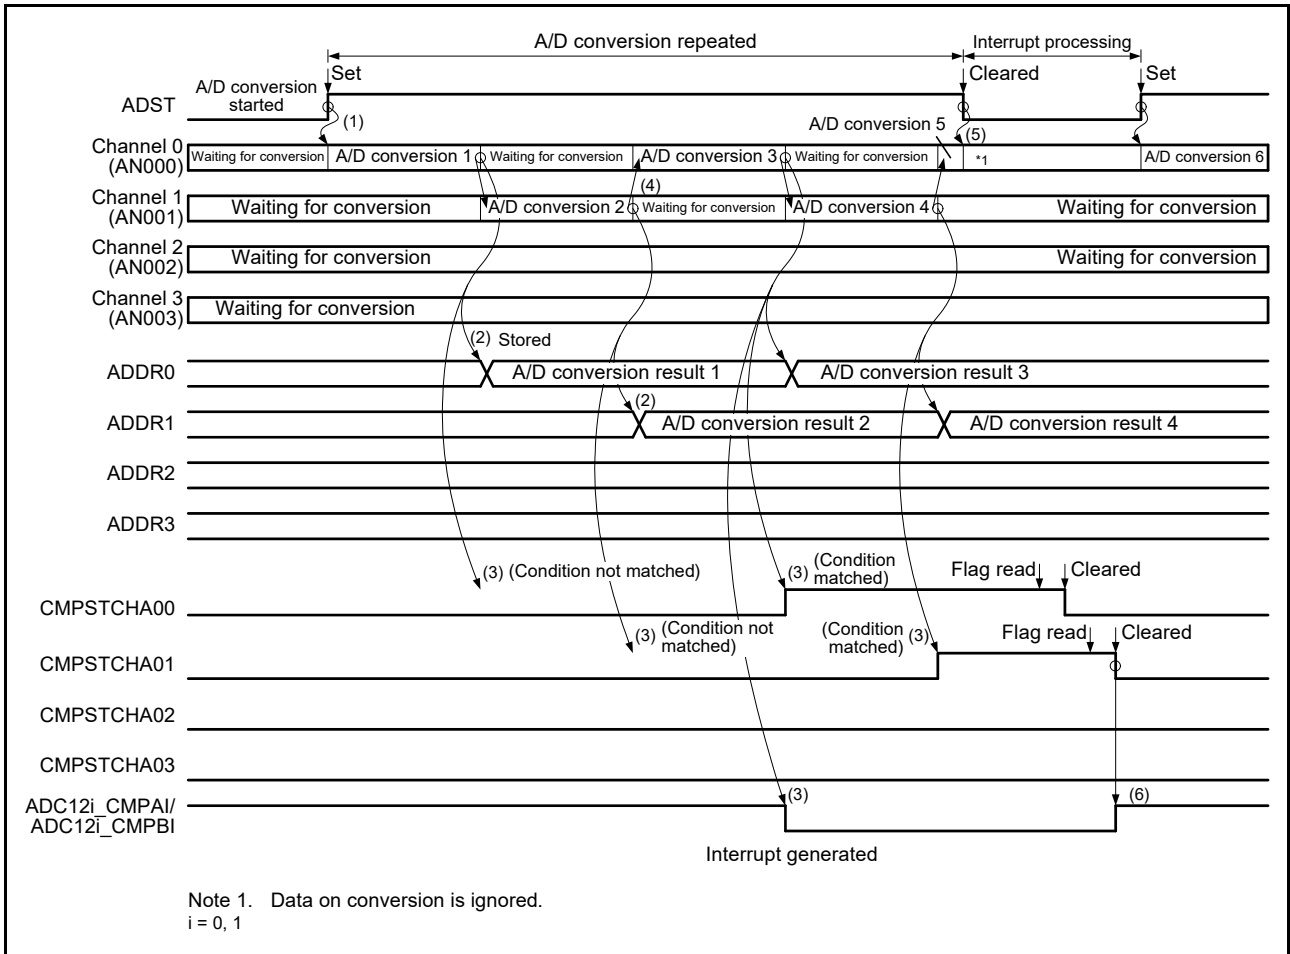 A/D conversion repeated
Interrupt processing
Set
Cleared
Set
A/D conversion
started
ADST
(1)
A/D conversion 5
(5)
Channel 0
(AN000)
Waiting for conversion
A/D conversion 1
Waiting for conversion
A/D conversion 3
Waiting for conversion
*1
A/D conversion 6
(4)
Channel 1
(AN001)
Waiting for conversion
A/D conversion 2
Waiting for conversion
A/D conversion 4
Waiting for conversion
Channel 2
(AN002)
Waiting for conversion
Waiting for conversion
Channel 3
(AN003)
Waiting for conversion
(2) Stored
ADDR0
A/D conversion result 1
A/D conversion result 3
(2)
ADDR1
A/D conversion result 2
A/D conversion result 4
ADDR2
ADDR3
(3) (Condition not matched)
(3) (Condition
matched)
Flag read
Cleared
CMPSTCHA00
(3) (Condition not
matched)
(Condition
matched) (3)
Flag read
Cleared
CMPSTCHA01
CMPSTCHA02
CMPSTCHA03
ADC12i_CMPAI/
ADC12i_CMPBI
(3)
(6)
Interrupt generated
Note 1. Data on conversion is ignored.
i = 0, 1